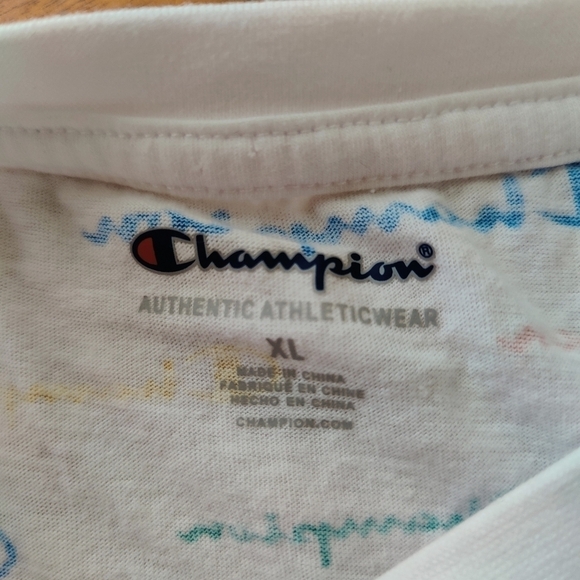 Champion®
AUTHENTIC ATHLETICWEAR
XL
MADE IN CHINA
FABRIQUÉ EN CHINE
HECHO EN CHINA
CHAMPION.COM